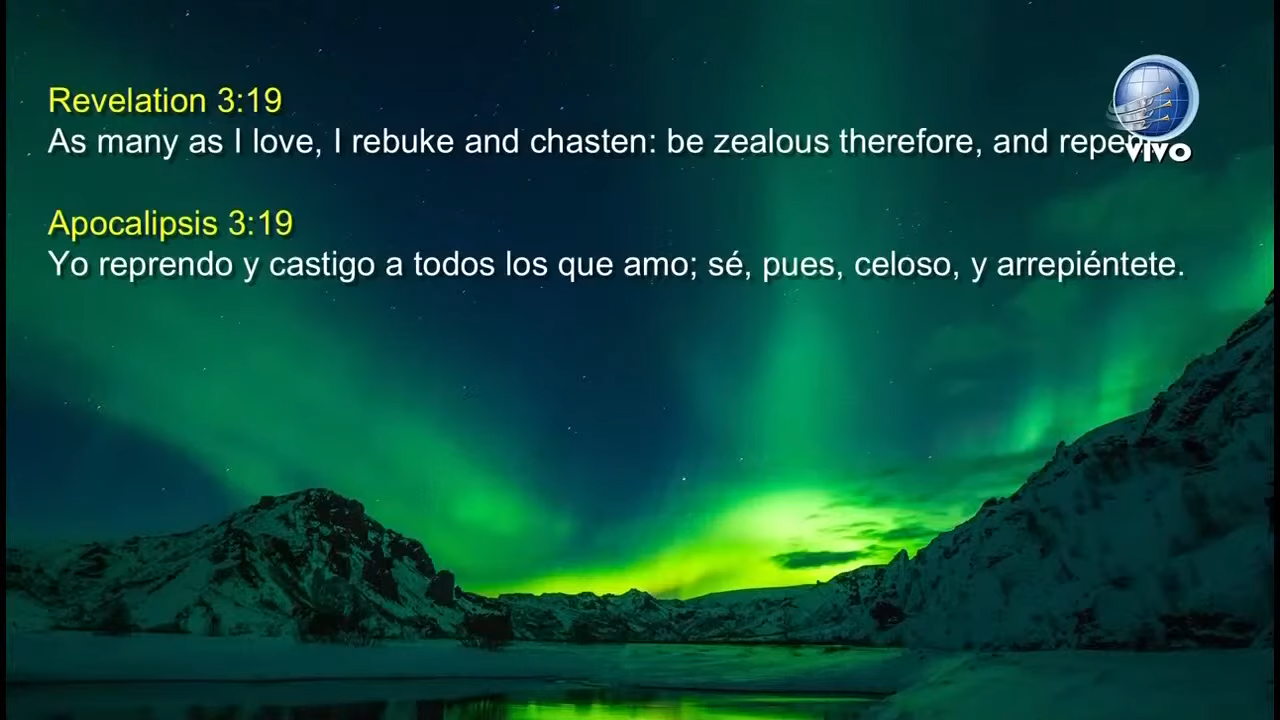 Revelation 3:19
As many as I love, I rebuke and chasten: be zealous therefore, and
VIVO
Apocalipsis 3:19
Yo reprendo y castigo a todos los que amo; sé, pues, celoso, y arrepiéntete.